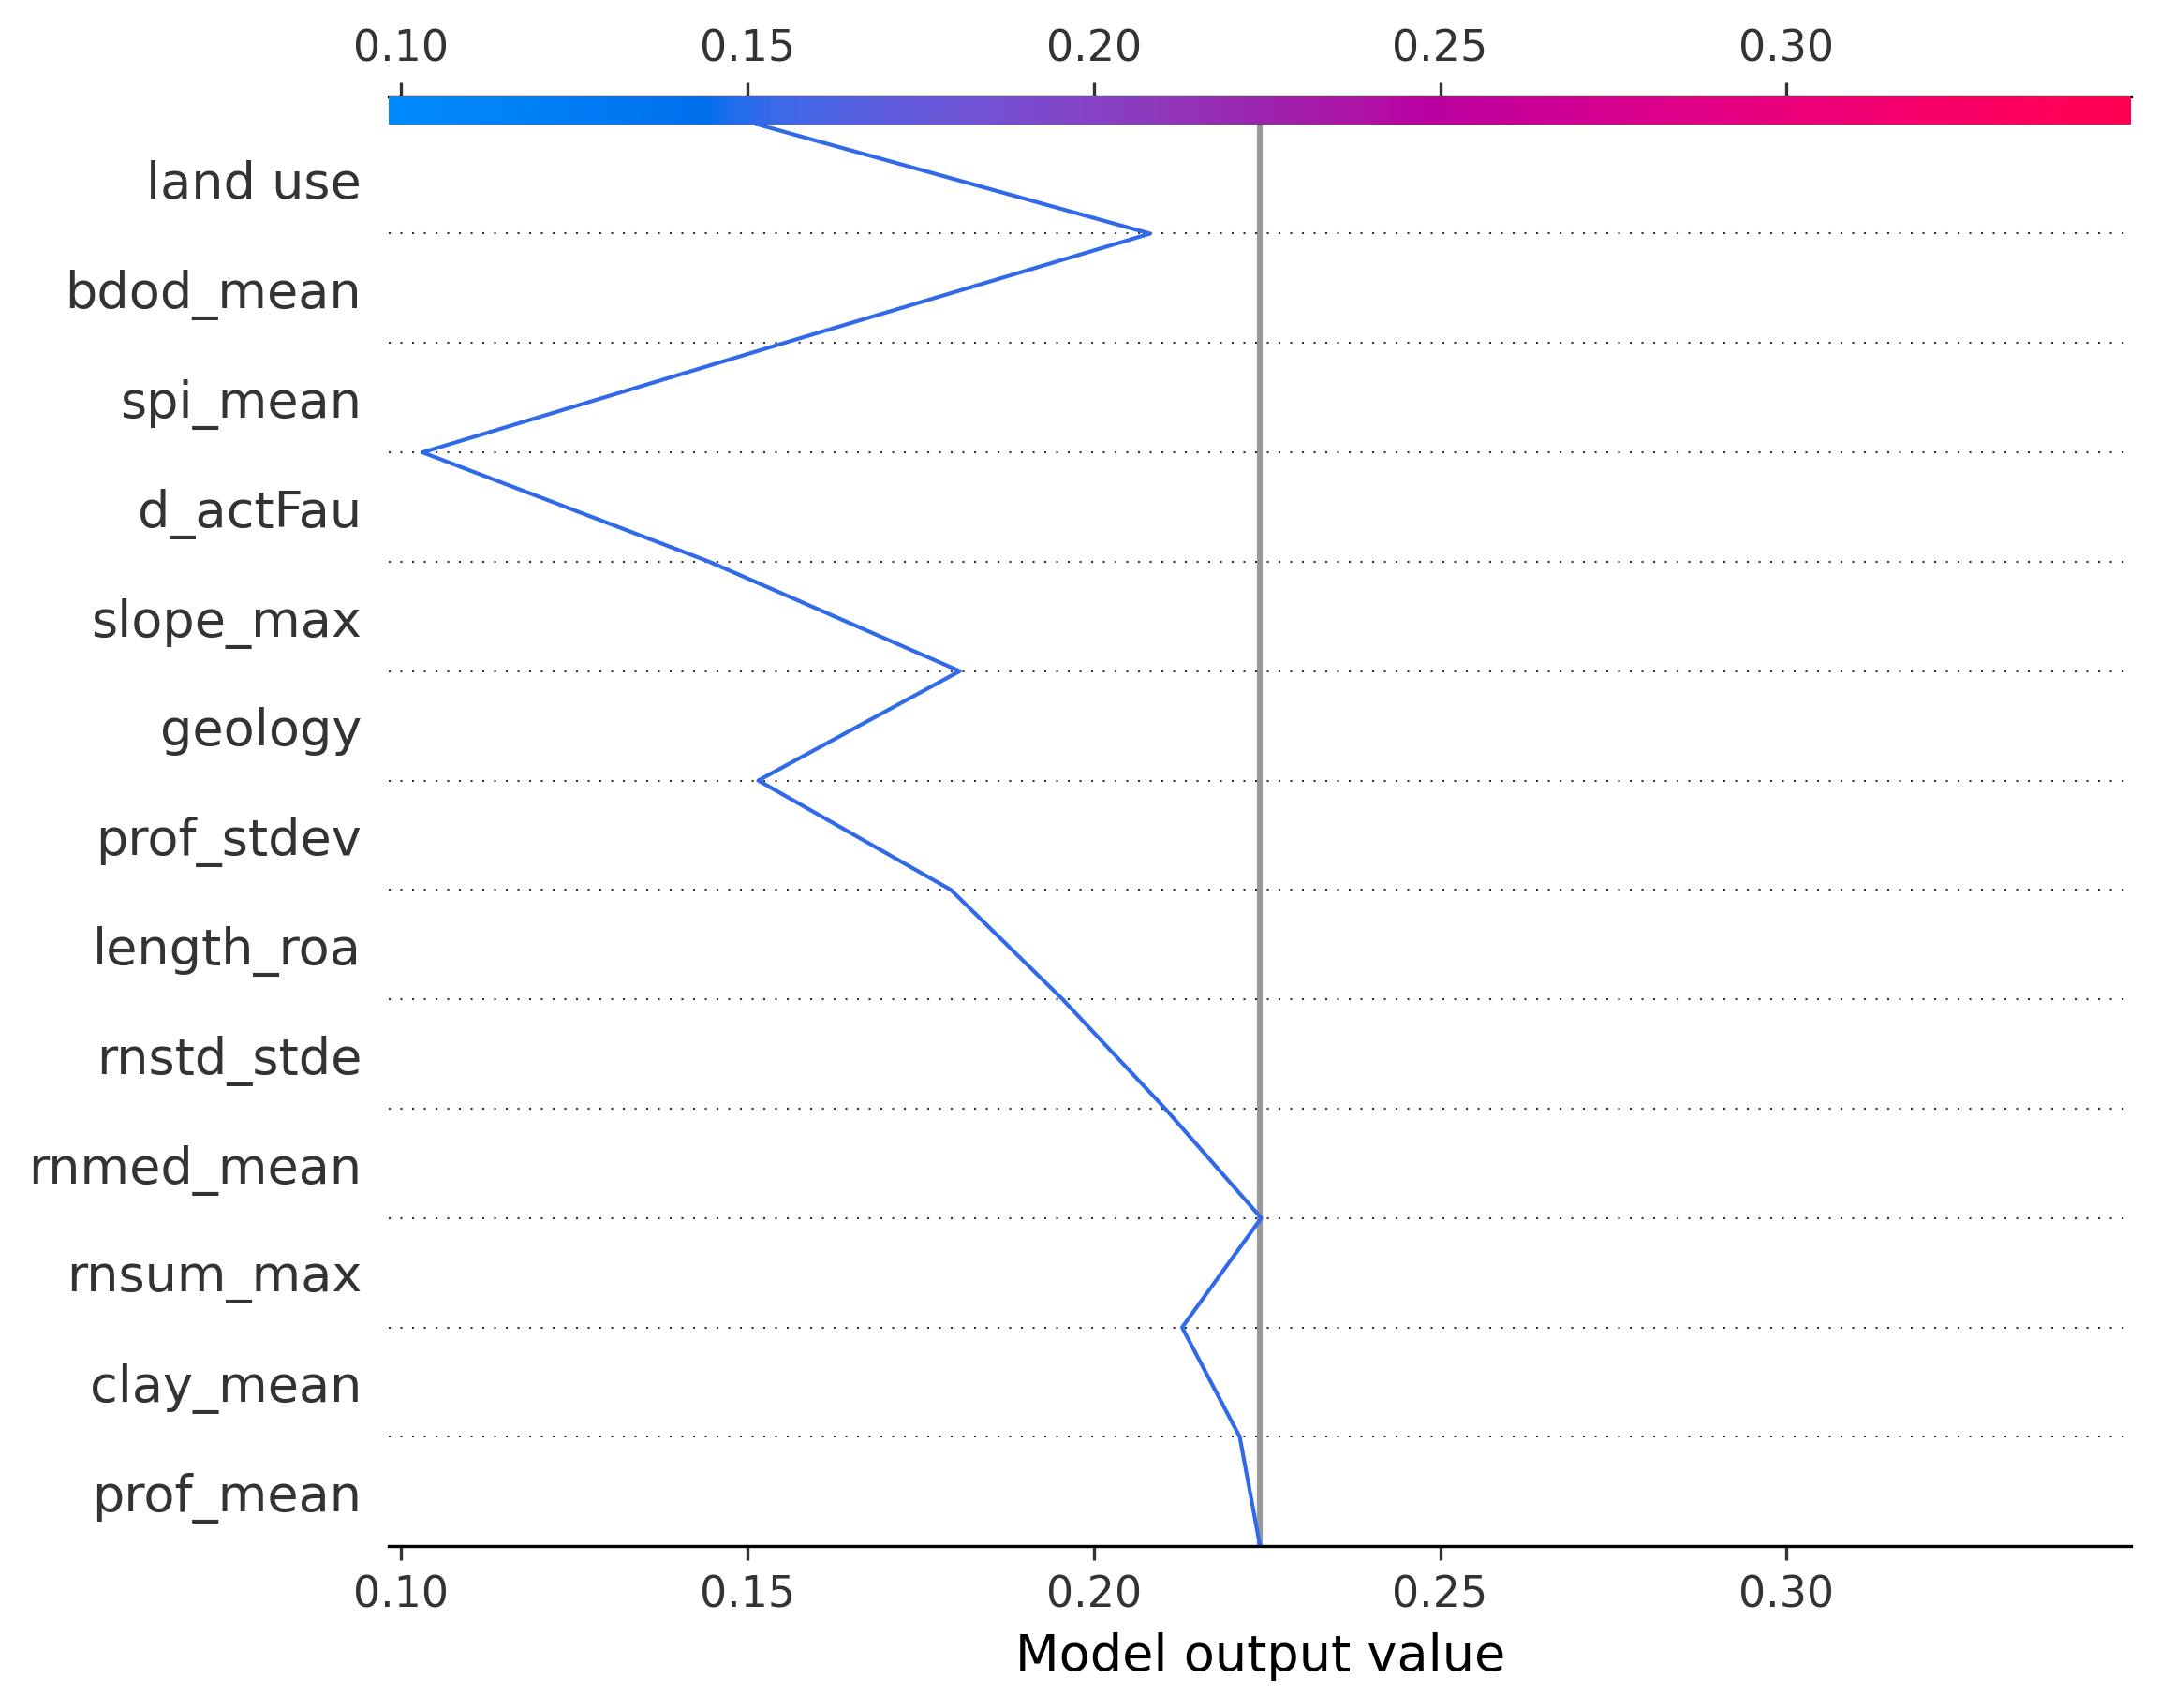 0.10 0.15 0.20 0.25 0.30
land use
bdod_mean
spi_mean
d_actFau
slope_max
geology
prof_stdev
length_roa
rnstd_stde
rnmed_mean
rnsum_max
clay_mean
prof_mean
0.10 0.15 0.20 0.25 0.30
Model output value